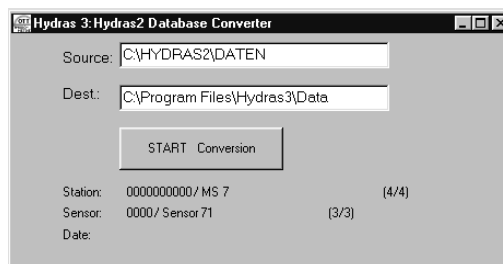 Hydras 3: Hydras2 Database Converter
Source: C:\HYDRAS2\DATEN
Dest.: C:\Program Files\Hydras3\Data
START Conversion
Station: 0000000000/ MS 7 (4/4)
Sensor: 0000/ Sensor 71 (3/3)
Date: